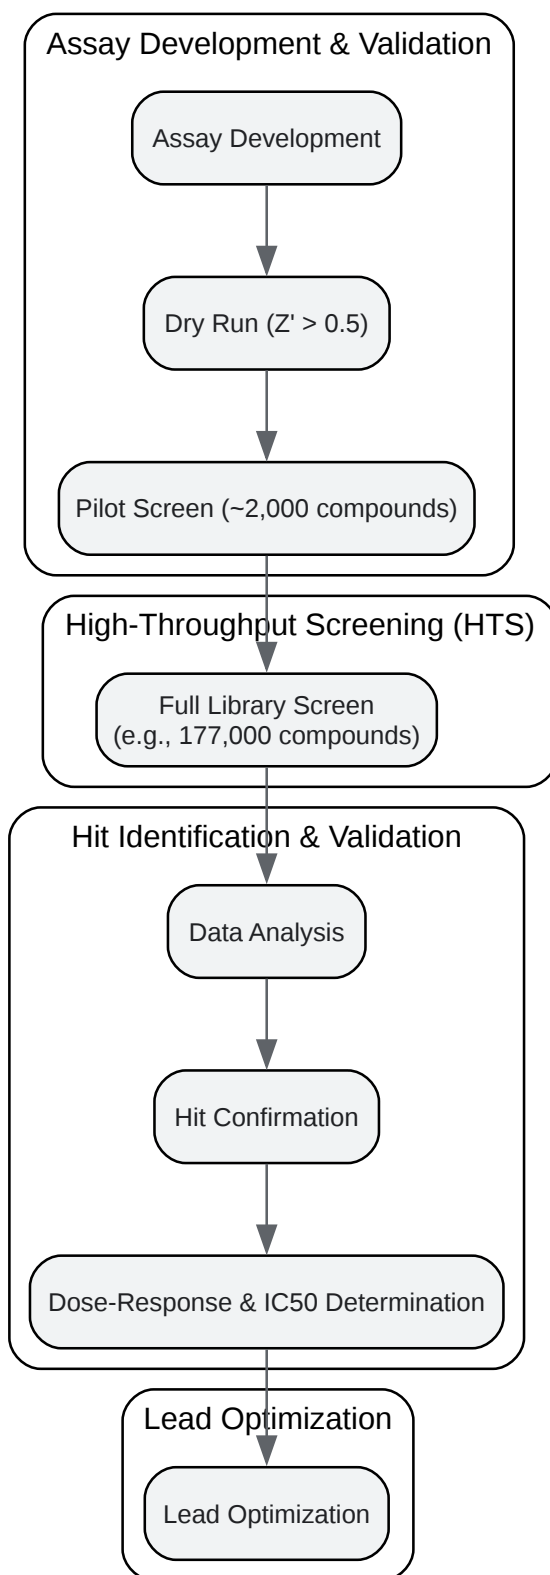 Assay Development & Validation
Assay Development
Dry Run (Z' > 0.5)
Pilot Screen (~2,000 compounds)
High-Throughput Screening (HTS)
Full Library Screen
(e.g., 177,000 compounds)
Hit Identification & Validation
Data Analysis
Hit Confirmation
Dose-Response & IC50 Determination
Lead Optimization
Lead Optimization